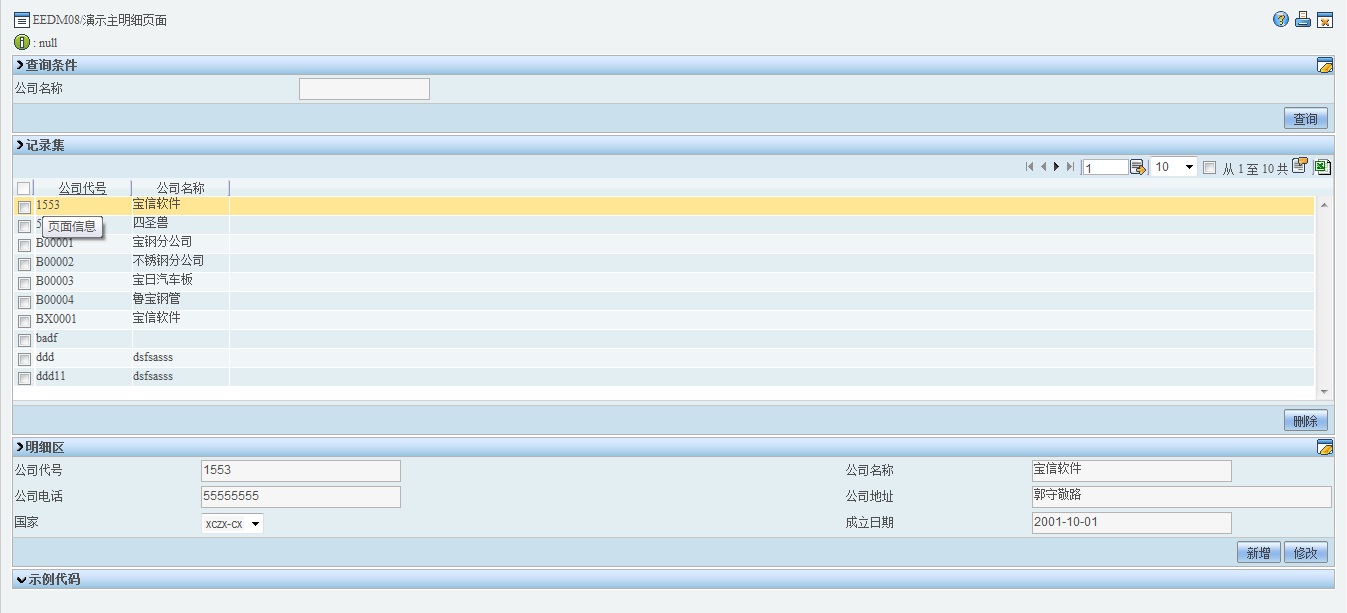 EEDM08/演示主明细页面
: null
查询条件
公司名称
查询
记录集
1 10 从 1 至 10 共
公司代号 公司名称
1553 宝信软件
5 四圣兽
页面信息
B00001 宝钢分公司
B00002 不锈钢分公司
B00003 宝日汽车板
B00004 鲁宝钢管
BX0001 宝信软件
badf
ddd dsfsasss
ddd11 dsfsasss
删除
明细区
公司代号 1553 公司名称 宝信软件
公司电话 55555555 公司地址 郭守敬路
国家 xczx-cx 成立日期 2001-10-01
新增 修改
示例代码